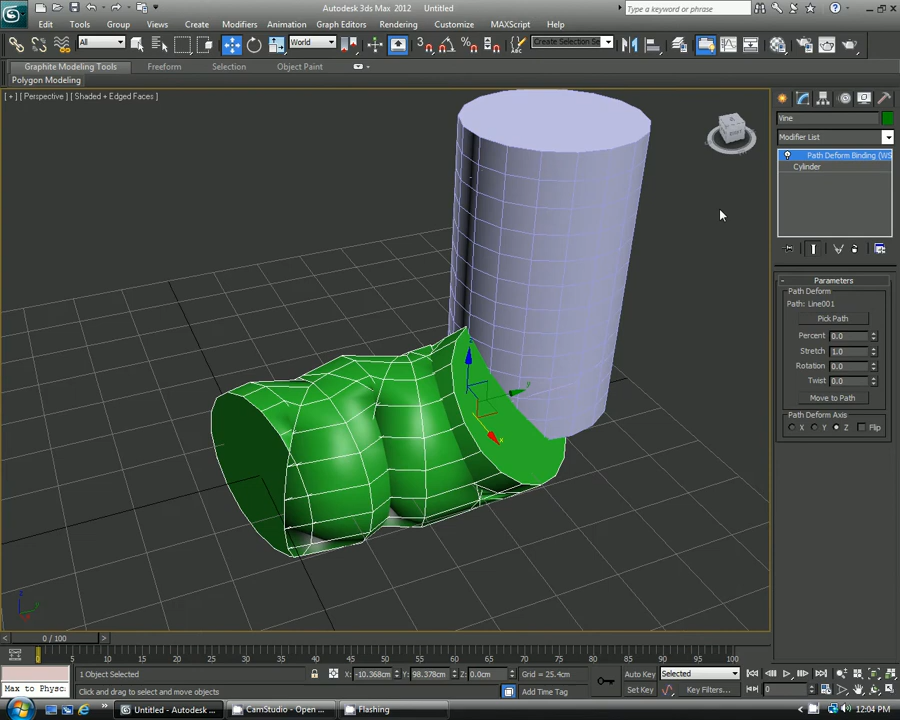 Autodesk 3ds Max 2012 Untitled
Type a keyword or phrase
Edit Tools Group Views Create Modifiers Animation Graph Editors Rendering Customize MAXScript Help
All World Create Selection Se
Graphite Modeling Tools Freeform Selection Object Paint
Polygon Modeling
[ + ] [ Perspective ] [ Shaded + Edged Faces ]
Vine
Modifier List
Path Deform Binding (WS
Cylinder
- Parameters
Path Deform
Path: Line001
Pick Path
Percent 0.0
Stretch 1.0
Rotation 0.0
Twist 0.0
Move to Path
Path Deform Axis
X Y Z Flip
z
y
x
0 / 100
0 5 10 15 20 25 30 35 40 45 50 55 60 65 70 75 80 85 90 95 100
1 Object Selected X: -10.368cm Y: 98.378cm Z: 0.0cm Grid = 25.4cm Auto Key Selected
Max to Physc: Click and drag to select and move objects Add Time Tag Set Key Key Filters... 0
Untitled - Autodesk ... CamStudio - Open ... Flashing 12:04 PM